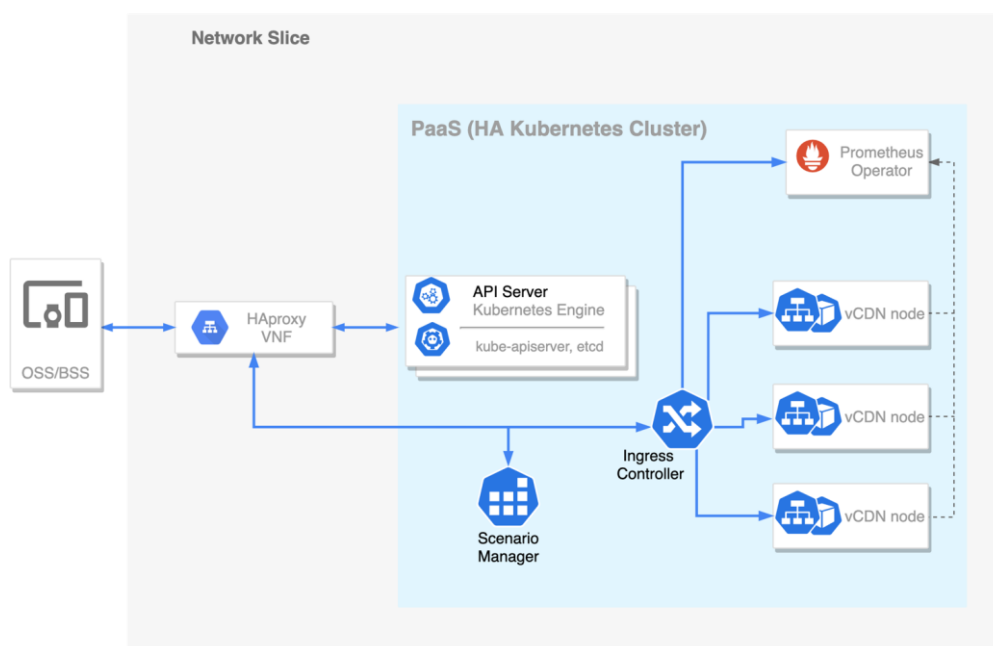 Network Slice
PaaS (HA Kubernetes Cluster)
Prometheus
Operator
API Server
Kubernetes Engine
kube-apiserver, etcd
HAproxy
VNF
OSS/BSS
vCDN node
vCDN node
vCDN node
Ingress
Controller
Scenario
Manager